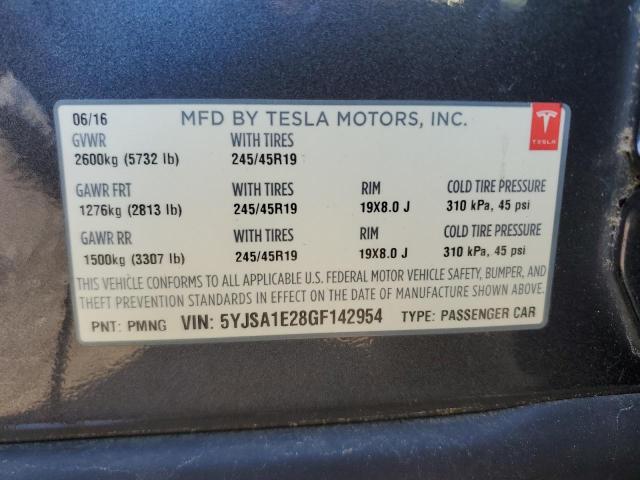 06/16 MFD BY TESLA MOTORS, INC.
GVWR WITH TIRES
2600kg (5732 lb) 245/45R19
TESLA
GAWR FRT WITH TIRES RIM COLD TIRE PRESSURE
1276kg (2813 lb) 245/45R19 19X8.0 J 310 kPa, 45 psi
GAWR RR WITH TIRES RIM COLD TIRE PRESSURE
1500kg (3307 lb) 245/45R19 19X8.0 J 310 kPa, 45 psi
THIS VEHICLE CONFORMS TO ALL APPLICABLE U.S. FEDERAL MOTOR VEHICLE SAFETY, BUMPER, AND
THEFT PREVENTION STANDARDS IN EFFECT ON THE DATE OF MANUFACTURE SHOWN ABOVE.
PNT: PMNG VIN: 5YJSA1E28GF142954 TYPE: PASSENGER CAR